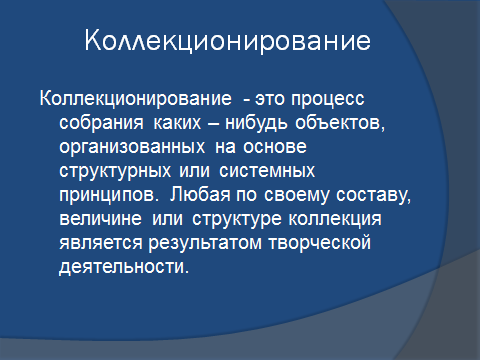 Коллекционирование
Коллекционирование - это процесс
собрания каких – нибудь объектов,
организованных на основе
структурных или системных
принципов. Любая по своему составу,
величине или структуре коллекция
является результатом творческой
деятельности.